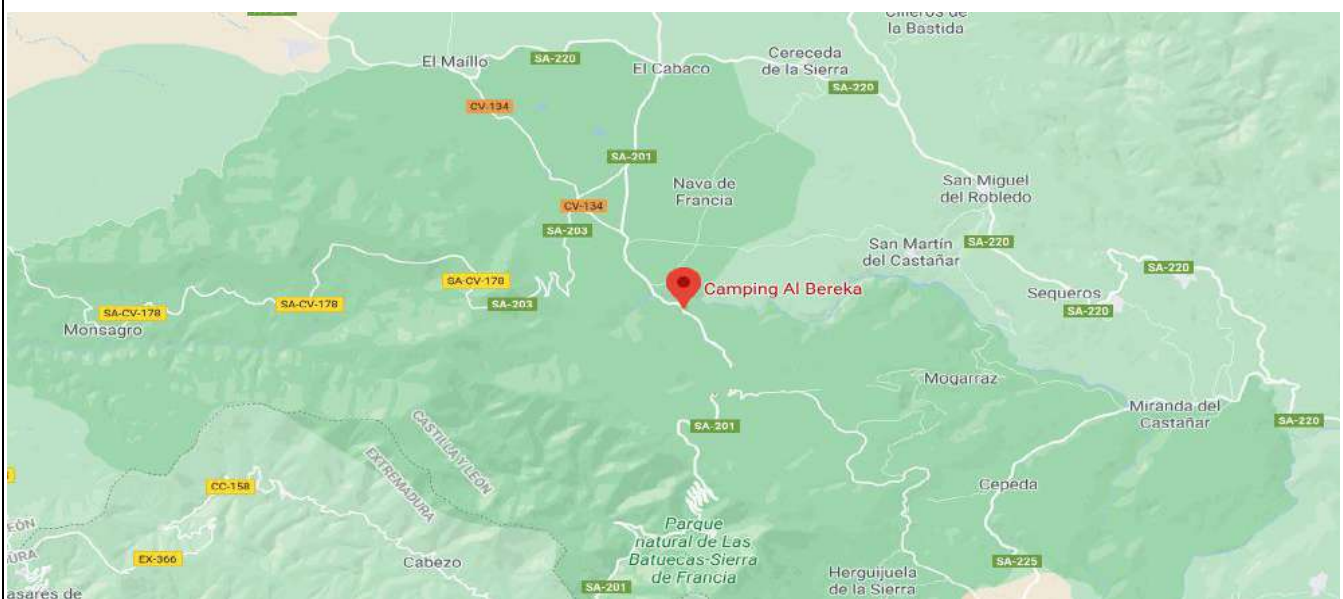 la Bastida
El Maíllo
SA-220
El Cabaco
Cereceda
de la Sierra
SA-220
CV-134
SA-201
Nava de
Francia
San Miguel
del Robledo
CV-134
SA-203
San Martín
del Castañar
SA-220
SA-220
SA-CV-178
SA-203
Camping Al Bereka
Sequeros
SA-220
SA-CV-178
SA-CV-178
Monsagro
Mogarraz
Miranda del
Castañar
SA-220
SA-201
CASTILLA Y LEÓN
EXTREMADURA
CC-158
Cepeda
Parque
natural de Las
Batuecas-Sierra
de Francia
EX-366
Cabezo
SA-225
SA-201
Herguijuela
de la Sierra